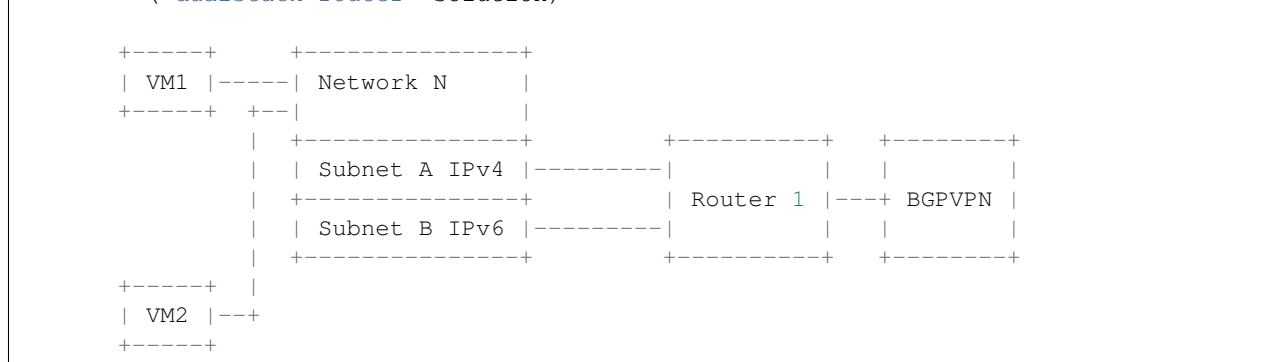 +-----+     +---------------+
| VM1 |-----| Network N     |
+-----+  +--|               |
         |  +---------------+         +----------+   +--------+
         |  | Subnet A IPv4 |---------|          |   |        |
         |  +---------------+         | Router 1 |---+ BGPVPN |
         |  | Subnet B IPv6 |---------|          |   |        |
         |  +---------------+         +----------+   +--------+
+-----+  |
| VM2 |--+
+-----+